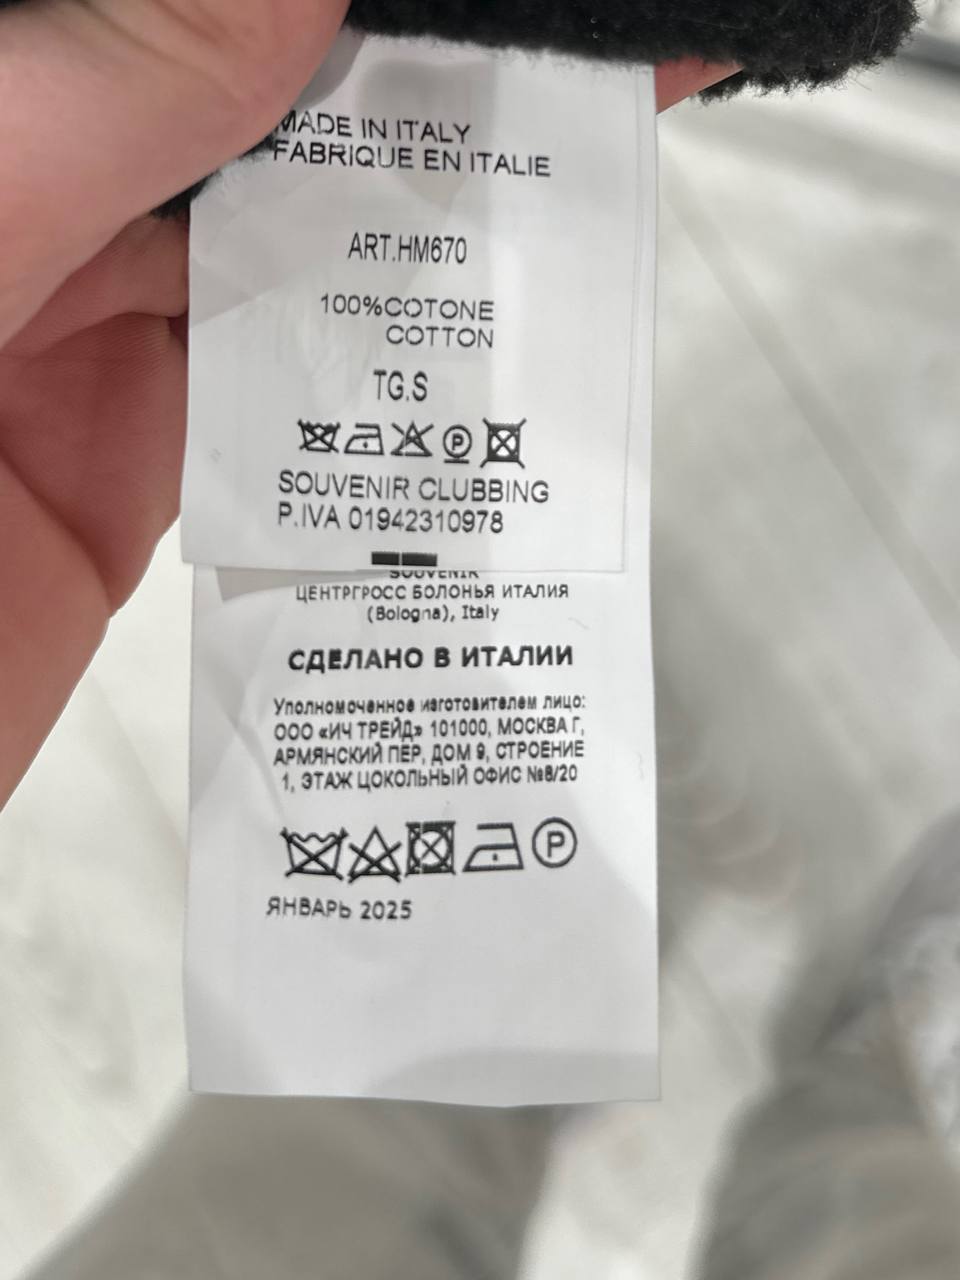 MADE IN ITALY
FABRIQUE EN ITALIE
ART.HM670
100%COTONE
COTTON
TG.S
P
SOUVENIR CLUBBING
P.IVA 01942310978
SOUVENIR
ЦЕНТРГРОСС БОЛОНЬЯ ИТАЛИЯ
(Bologna), Italy
СДЕЛАНО В ИТАЛИИ
Уполномоченное изготовителем лицо:
ООО «ИЧ ТРЕЙД» 101000, МОСКВА Г,
АРМЯНСКИЙ ПЕР, ДОМ 9, СТРОЕНИЕ
1, ЭТАЖ ЦОКОЛЬНЫЙ ОФИС №8/20
P
ЯНВАРЬ 2025